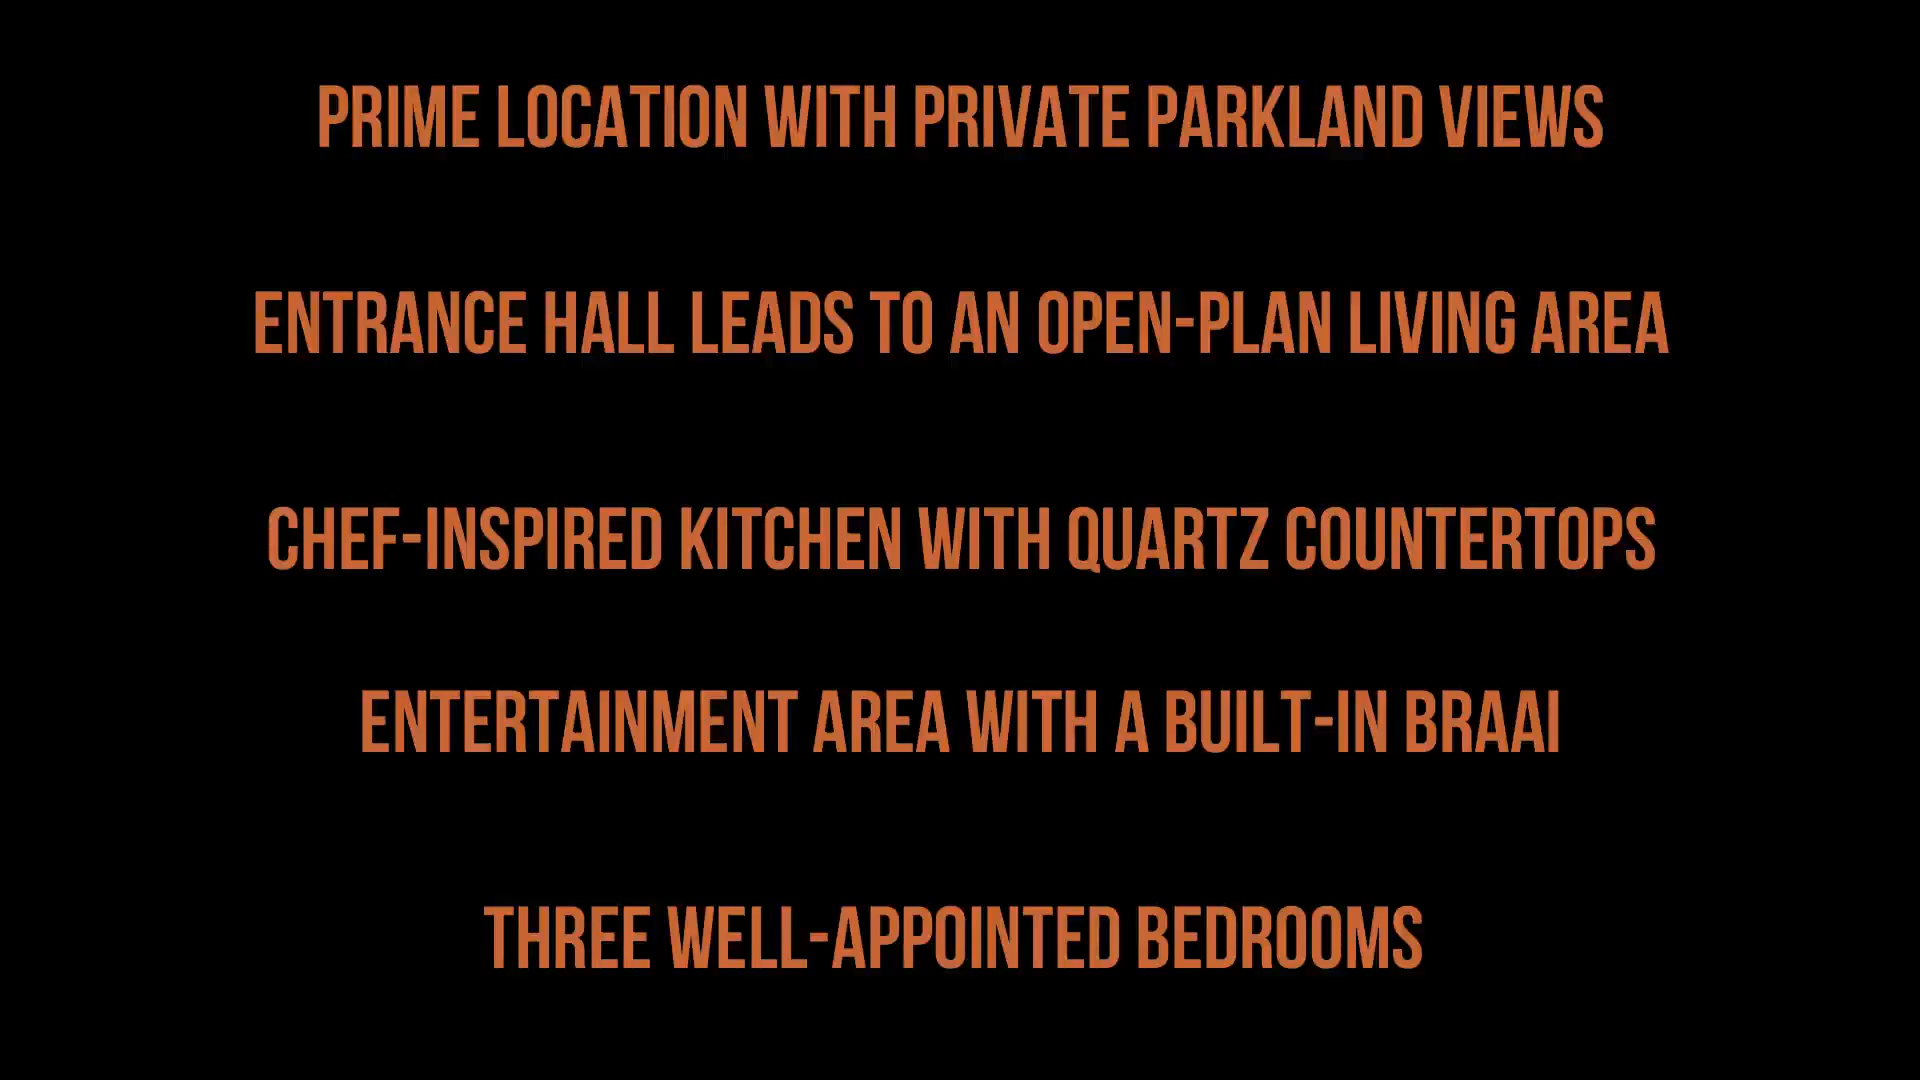 PRIME LOCATION WITH PRIVATE PARKLAND VIEWS
ENTRANCE HALL LEADS TO AN OPEN-PLAN LIVING AREA
CHEF-INSPIRED KITCHEN WITH QUARTZ COUNTERTOPS
ENTERTAINMENT AREA WITH A BUILT-IN BRAAI
THREE WELL-APPOINTED BEDROOMS